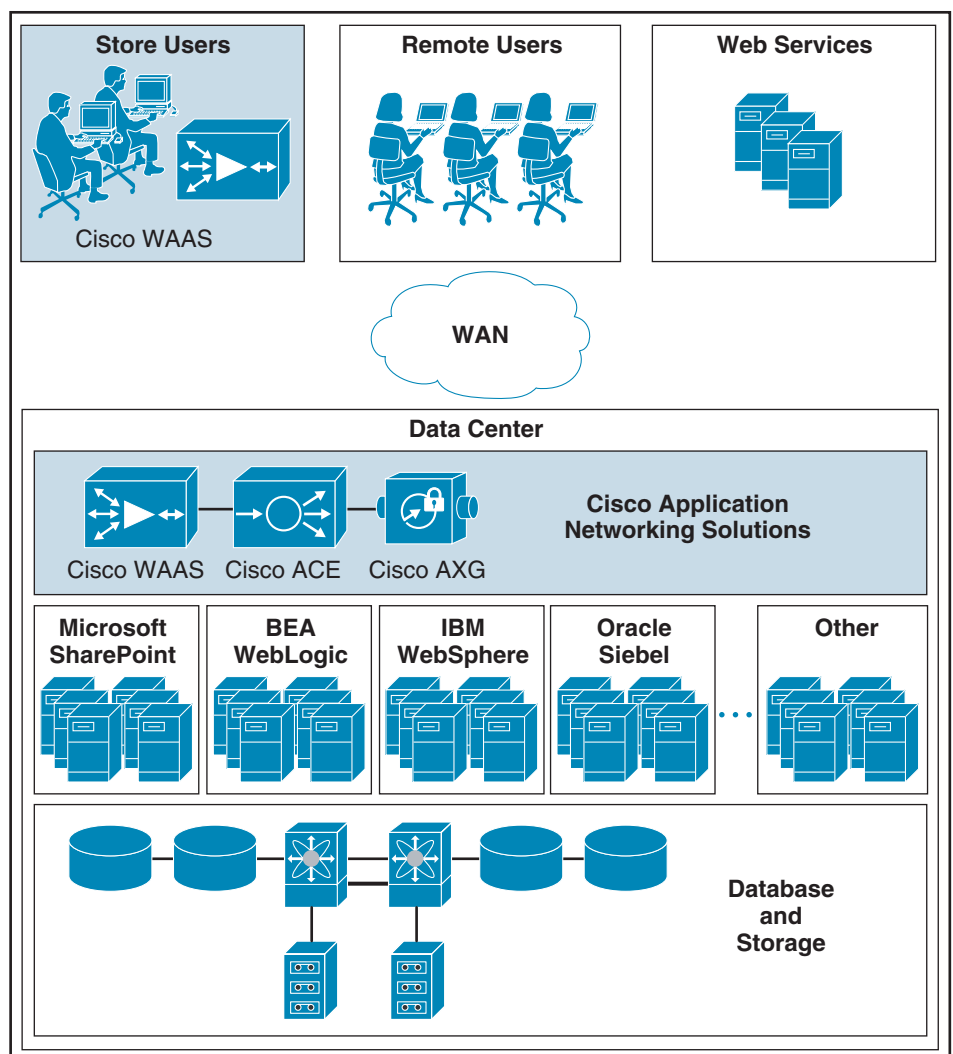 Store Users
Cisco WAAS
Remote Users
Web Services
WAN
Data Center
Cisco WAAS
Cisco ACE
Cisco AXG
Cisco Application
Networking Solutions
Microsoft
SharePoint
BEA
WebLogic
IBM
WebSphere
Oracle
Siebel
Other
Database
and
Storage